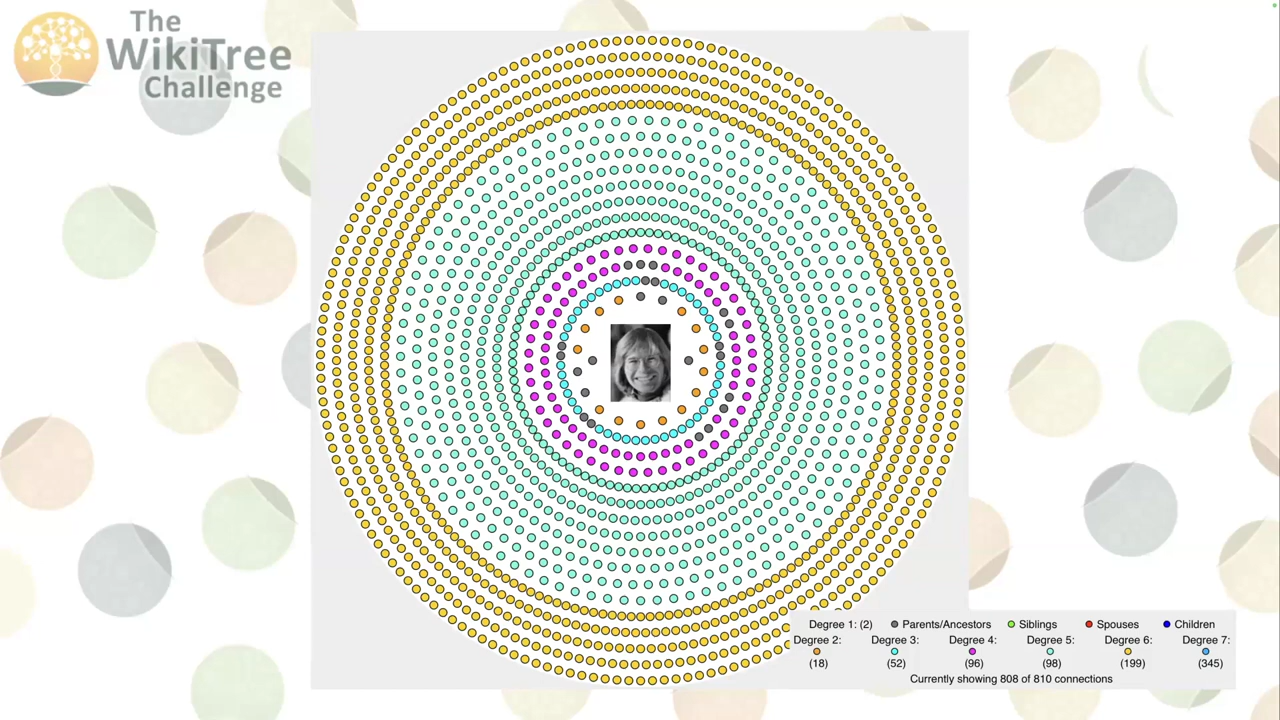 The
WikiTree
Challenge
Degree 1: (2) Parents/Ancestors Siblings Spouses Children
Degree 2: Degree 3: Degree 4: Degree 5: Degree 6: Degree 7:
(18) (52) (96) (98) (199) (345)
Currently showing 808 of 810 connections